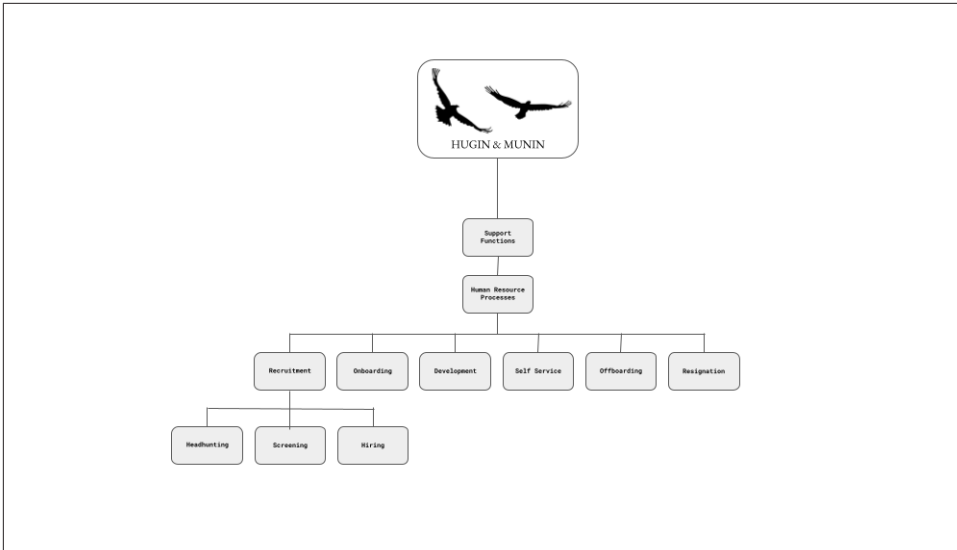 HUGIN & MUNIN
Support
Functions
Human Resource
Processes
Recruitment
Onboarding
Development
Self Service
Offboarding
Resignation
Headhunting
Screening
Hiring